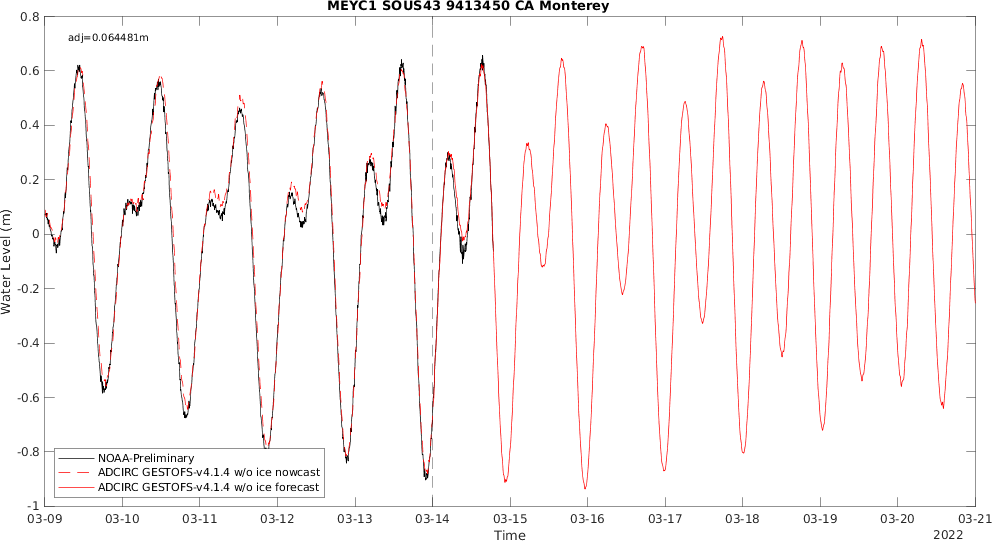 MEYC1 SOUS43 9413450 CA Monterey
adj=0.064481m
Water Level (m)
0.8
0.6
0.4
0.2
0
-0.2
-0.4
-0.6
-0.8
-1
NOAA-Preliminary
ADCIRC GESTOFS-v4.1.4 w/o ice nowcast
ADCIRC GESTOFS-v4.1.4 w/o ice forecast
03-09 03-10 03-11 03-12 03-13 03-14 03-15 03-16 03-17 03-18 03-19 03-20 03-21
Time
2022